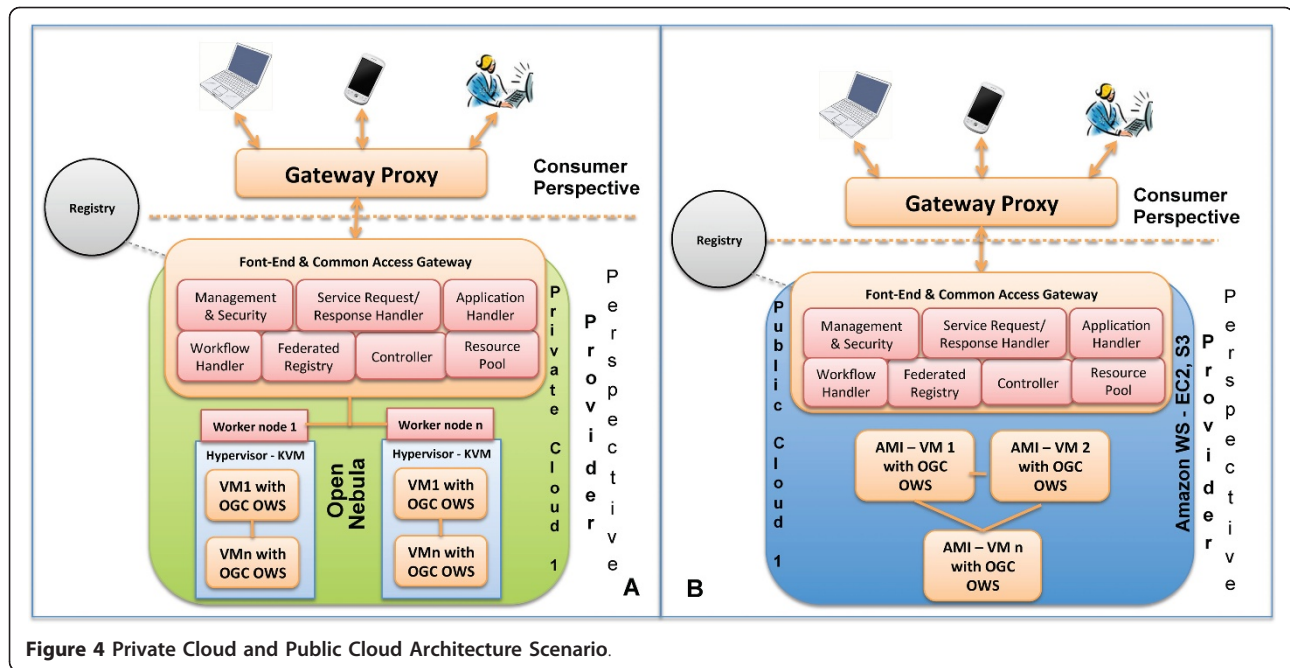 Gateway Proxy
Consumer
Perspective
Registry
Font-End & Common Access Gateway
Management
& Security
Service Request/
Response Handler
Application
Handler
Workflow
Handler
Federated
Registry
Controller
Resource
Pool
Private Cloud 1
Provider
Perspective
Worker node 1
Worker node n
Hypervisor - KVM
Hypervisor - KVM
Open
Nebula
VM1 with
OGC OWS
VM1 with
OGC OWS
VMn with
OGC OWS
VMn with
OGC OWS
A
Gateway Proxy
Consumer
Perspective
Registry
Font-End & Common Access Gateway
Management
& Security
Service Request/
Response Handler
Application
Handler
Workflow
Handler
Federated
Registry
Controller
Resource
Pool
Public Cloud 1
Amazon WS - EC2, S3
Provider
Perspective
AMI – VM 1
with OGC
OWS
AMI – VM 2
with OGC
OWS
AMI – VM n
with OGC
OWS
B
Figure 4 Private Cloud and Public Cloud Architecture Scenario.